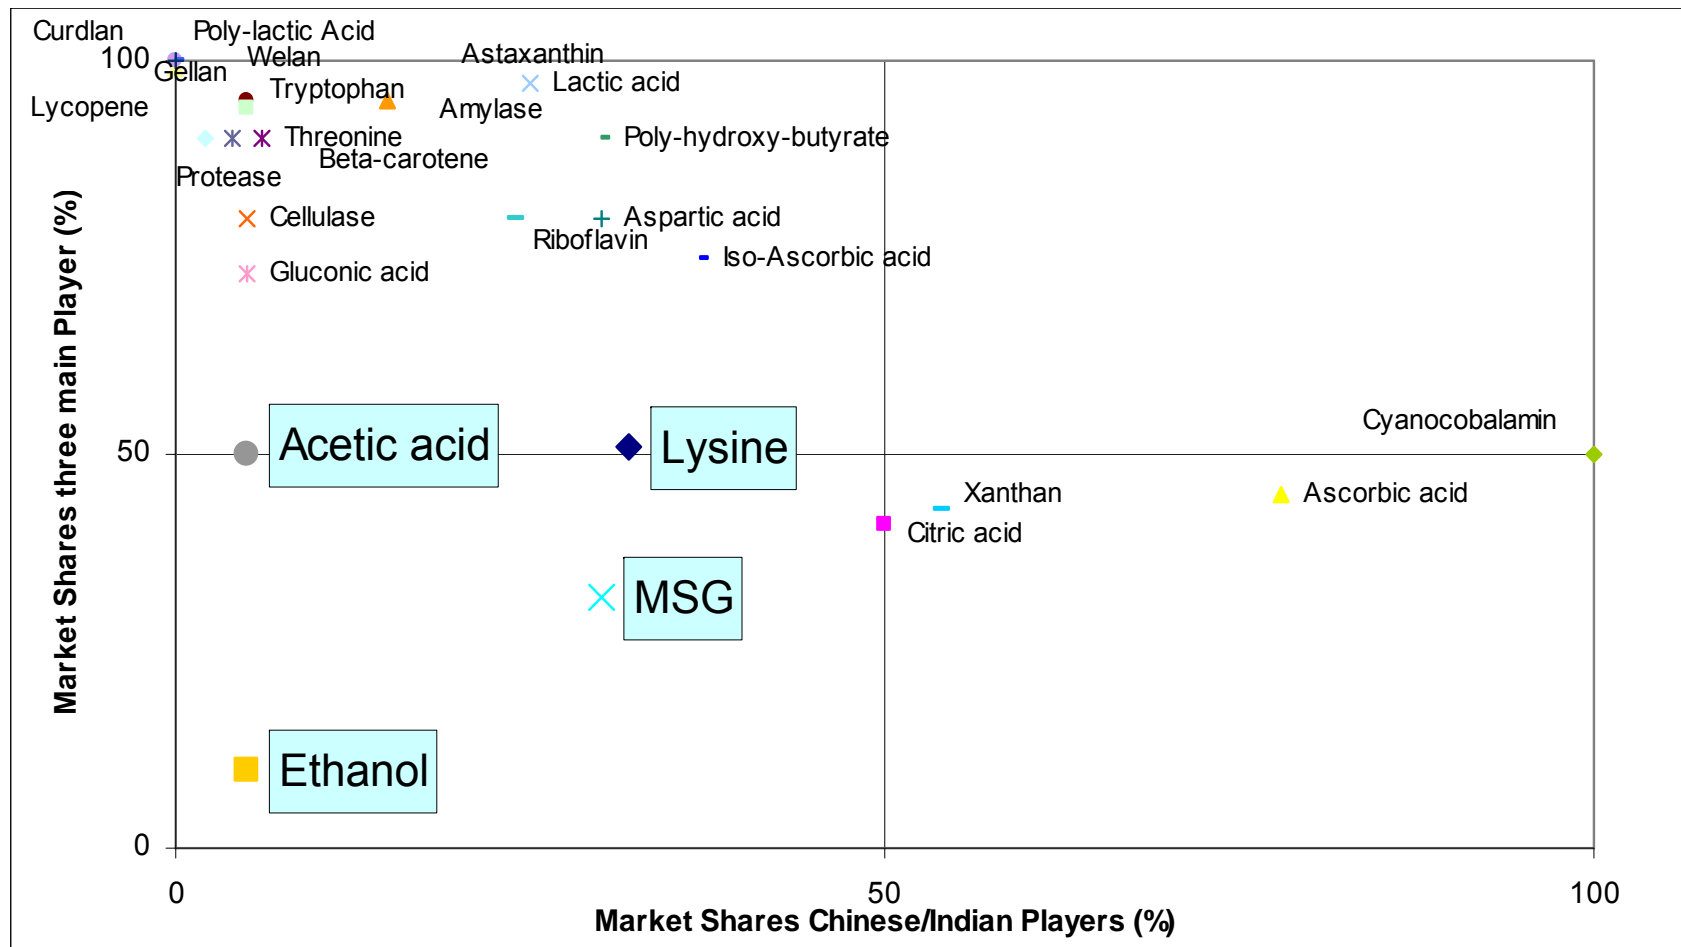 Curdlan
Poly-lactic Acid
100
Welan
Astaxanthin
Gellan
Tryptophan
Lactic acid
Lycopene
Amylase
Threonine
Poly-hydroxy-butyrate
Beta-carotene
Protease
Cellulase
Aspartic acid
Riboflavin
Iso-Ascorbic acid
Gluconic acid
Market Shares three main Player (%)
Cyanocobalamin
50
Acetic acid
Lysine
Xanthan
Ascorbic acid
Citric acid
MSG
Ethanol
0
0
50
100
Market Shares Chinese/Indian Players (%)